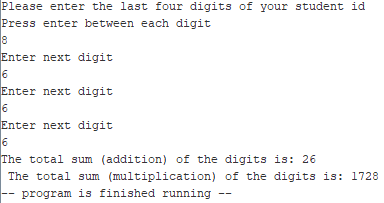 Please enter the last four digits of your student id
Press enter between each digit
8
Enter next digit
6
Enter next digit
6
Enter next digit
6
The total sum (addition) of the digits is: 26
 The total sum (multiplication) of the digits is: 1728
-- program is finished running --